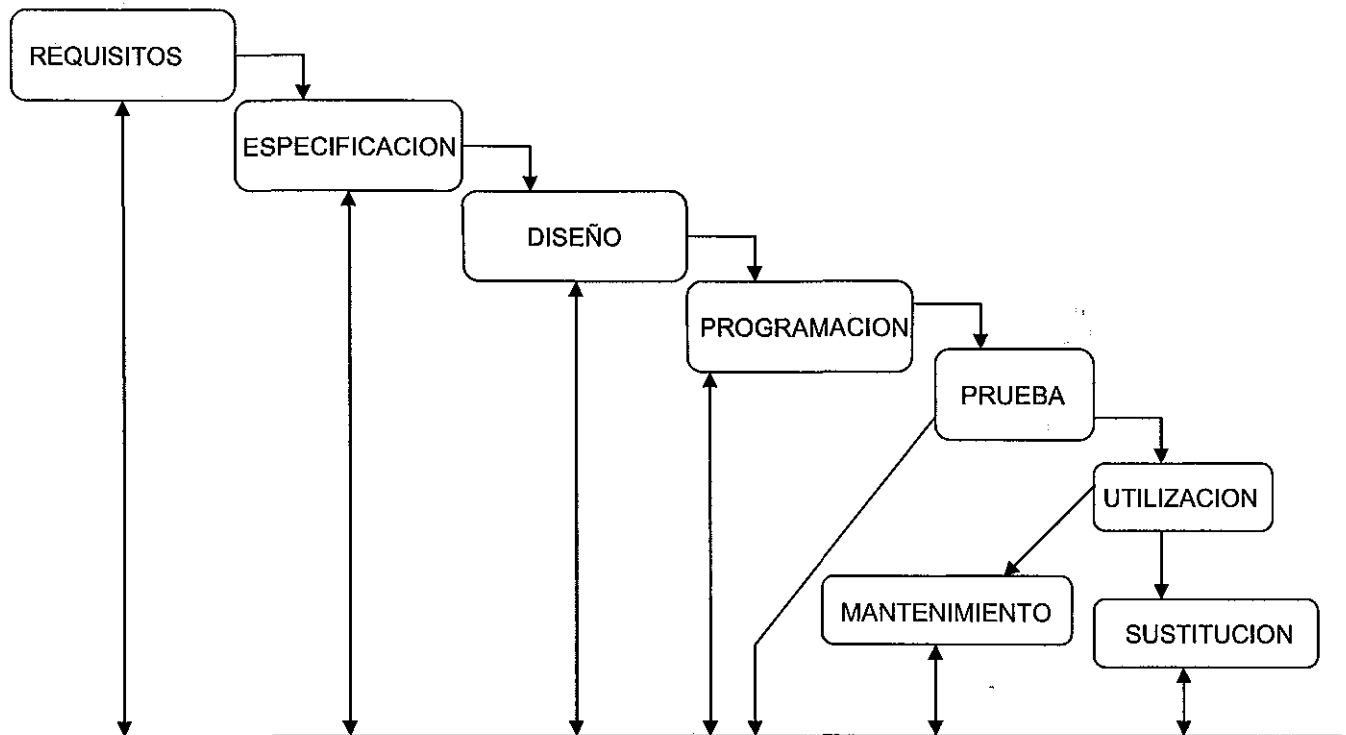 REQUISITOS
ESPECIFICACION
DISEÑO
PROGRAMACION
PRUEBA
UTILIZACION
MANTENIMIENTO
SUSTITUCION